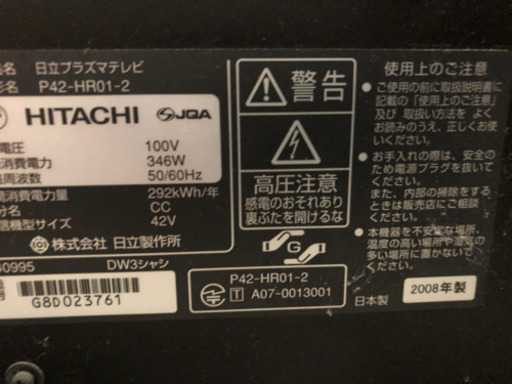 品名 日立プラズマテレビ
形名 P42-HR01-2
HITACHI JQA
電圧 100V
消費電力 346W
周波数 50/60Hz
消費電力量 292kWh/年
区分名 CC
受信機型サイズ 42V
株式会社 日立製作所
0995 DW3シャシ
番号 G8D023761
警告
高圧注意
感電のおそれあり
裏ぶたを開けるな
G
P42-HR01-2
T A07-0013001
使用上のご注意
●ご使用の前に取扱説明書に
記載の「使用上のご注意」
及び 取扱い方法を よく
お読みのうえ、正しくお使
いください。
●お手入れの際は、安全の
ため電源プラグを抜いてく
ださい。
また、内部の掃除をする
ときは販売店にご相談く
ださい。
●本機器を不安定な場所、
温度の高い場所や湿度の
多い場所に置かないで
ください。
日本製 2008年製